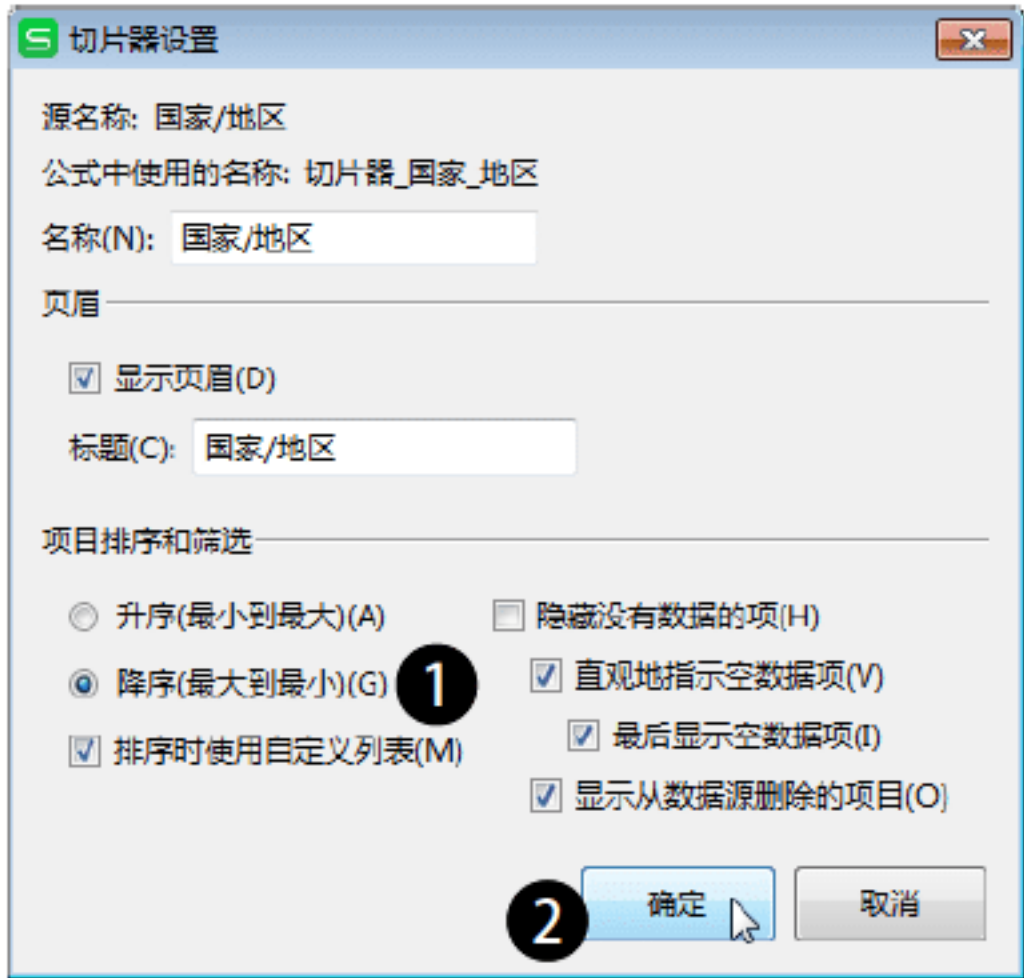 切片器设置
源名称: 国家/地区
公式中使用的名称: 切片器_国家_地区
名称(N): 国家/地区
页眉
显示页眉(D)
标题(C): 国家/地区
项目排序和筛选
升序(最小到最大)(A)
隐藏没有数据的项(H)
降序(最大到最小)(G)
1
直观地指示空数据项(V)
最后显示空数据项(I)
排序时使用自定义列表(M)
显示从数据源删除的项目(O)
2
确定
取消